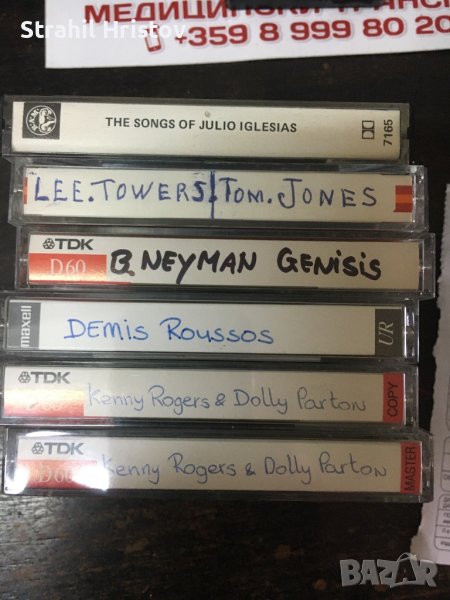 Strahil Hristov
МЕДИЦИНСКИ ТРАНС
+359 8 999 80 20
THE SONGS OF JULIO IGLESIAS
7165
LEE.TOWERS/TOM.JONES
TDK
D60
B.NEYMAN GENISIS
maxell
DEMIS ROUSSOS
UR
TDK
Kenny Rogers & Dolly Parton
COPY
TDK
D60
Kenny Rogers & Dolly Parton
MASTER
BAZAR